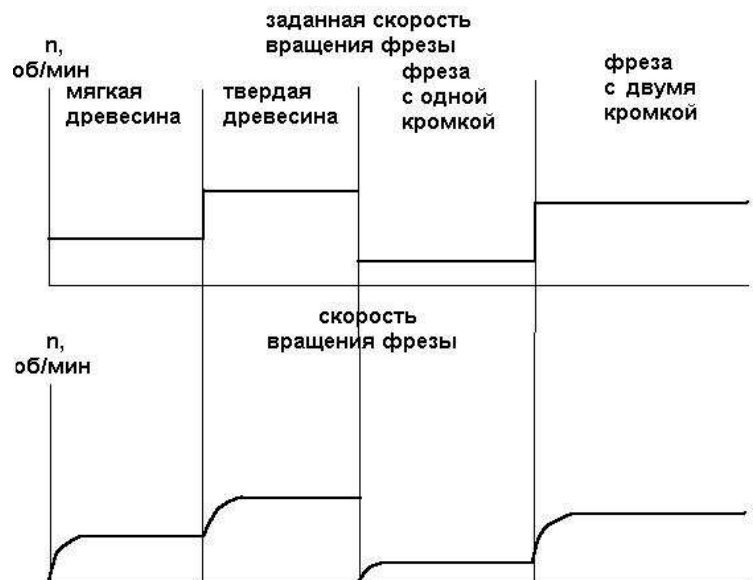 заданная скорость
вращения фрезы
n,
об/мин
мягкая
древесина
твердая
древесина
фреза
с одной
кромкой
фреза
с двумя
кромкой
скорость
вращения фрезы
n,
об/мин